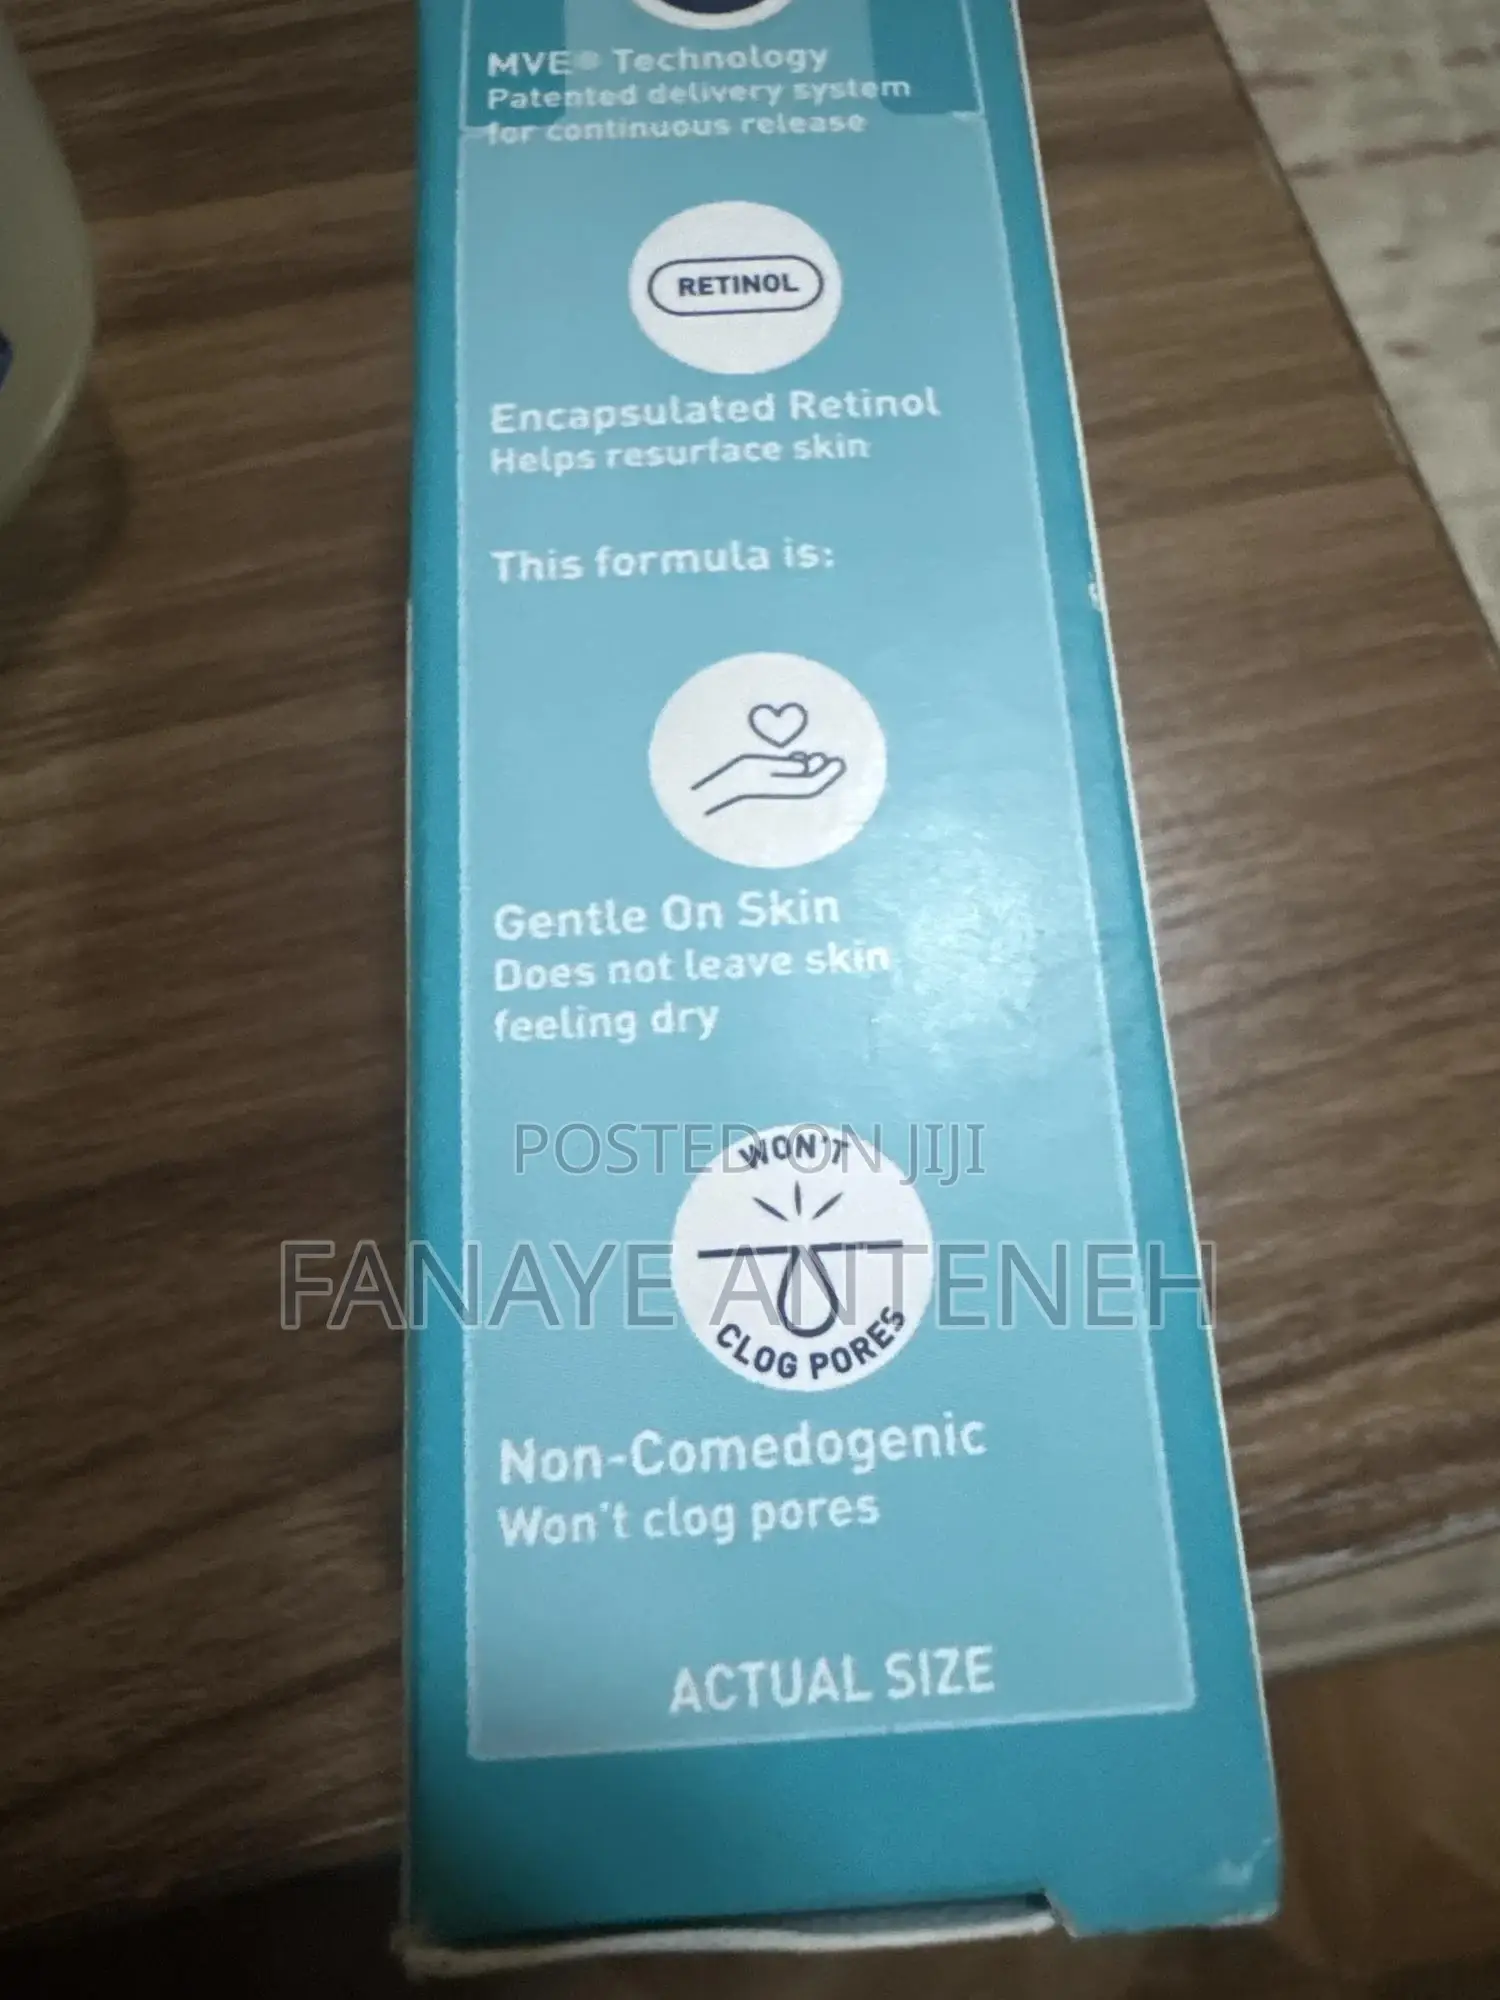 MVE® Technology
Patented delivery system
for continuous release
RETINOL
Encapsulated Retinol
Helps resurface skin
This formula is:
Gentle On Skin
Does not leave skin
feeling dry
POSTED ON JIJI
WON'T
FANAYE ANTENEH
CLOG PORES
Non-Comedogenic
Won't clog pores
ACTUAL SIZE